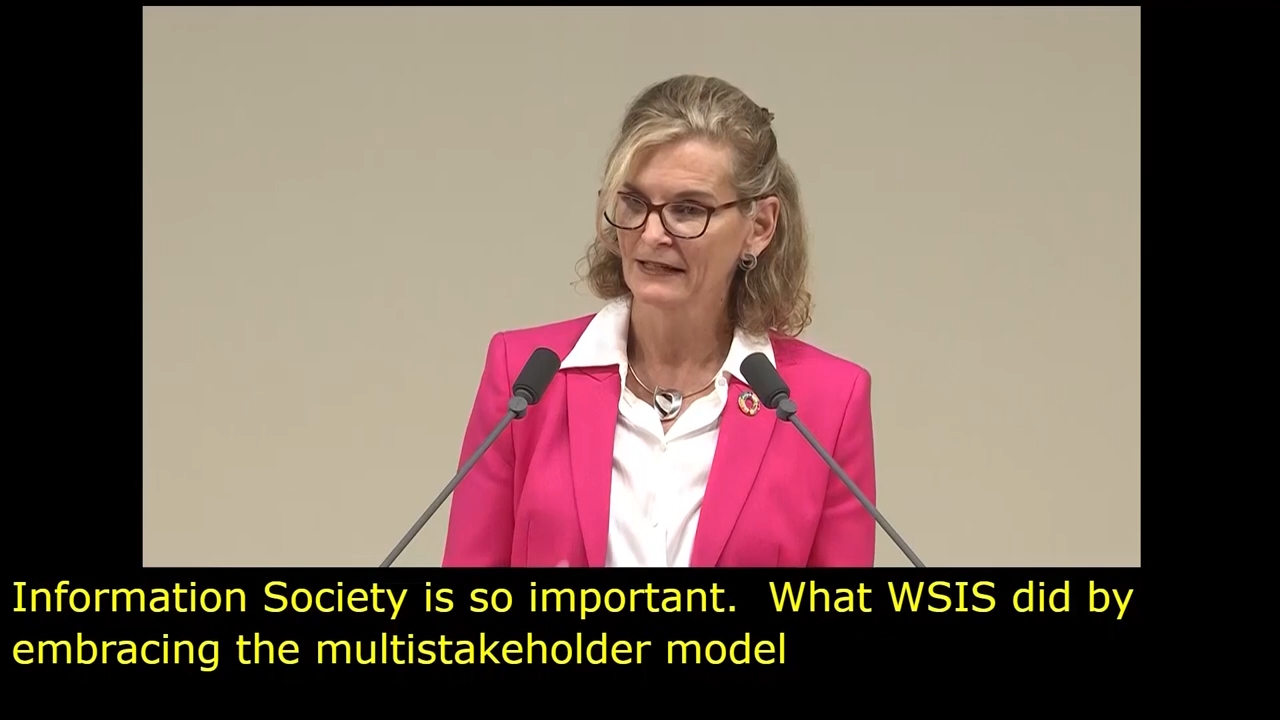 Information Society is so important.  What WSIS did by
embracing the multistakeholder model